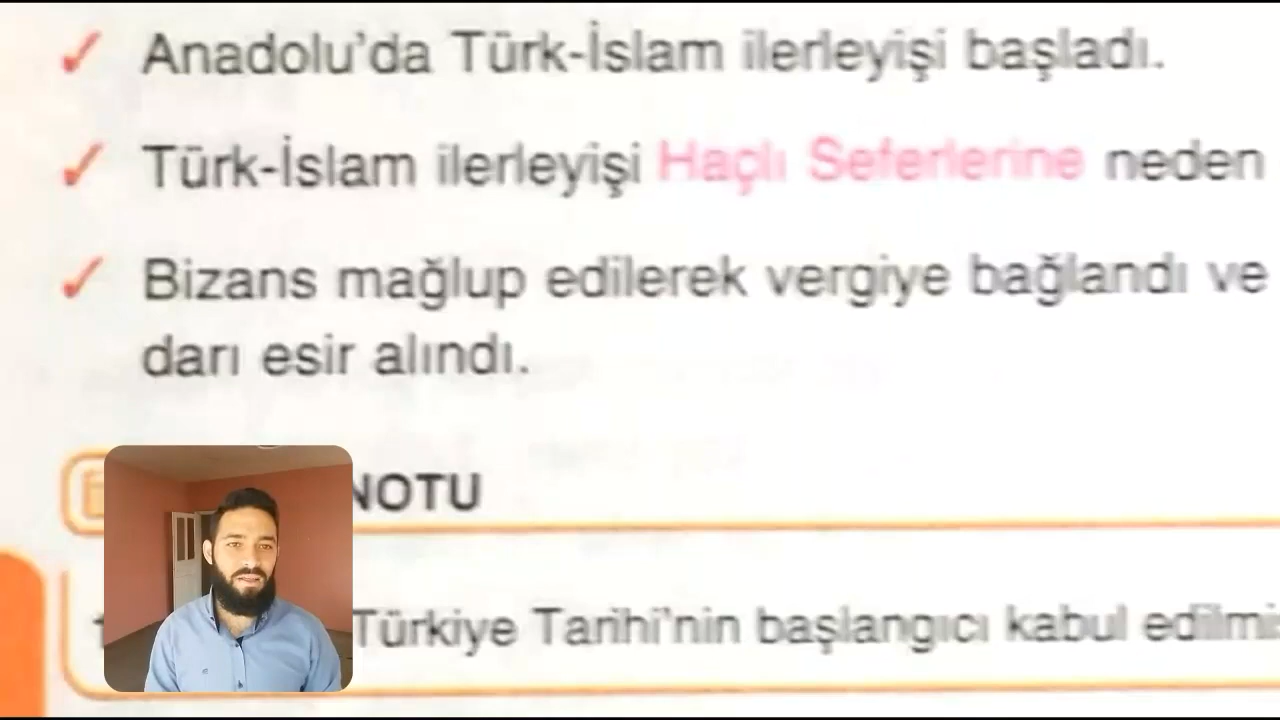 Anadolu'da Türk-İslam ilerleyişi başladı.
Türk-İslam ilerleyişi Haçlı Seferlerine neden
Bizans mağlup edilerek vergiye bağlandı ve
darı esir alındı.
NOTU
Türkiye Tarihi'nin başlangıcı kabul